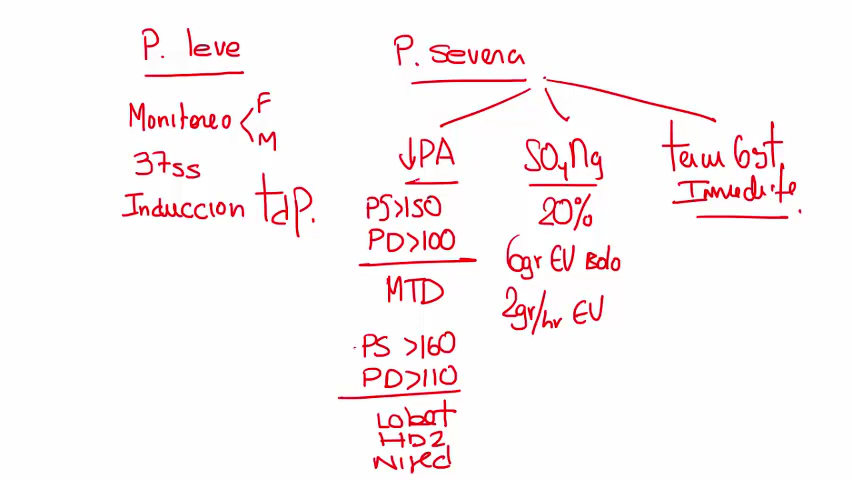 P. leve
Monitoreo < F
M
37ss
Induccion tdp.
P. severa
↓PA
PS>150
PD>100
MTD
PS >160
PD>110
Labet
HDZ
Nifed
SO4Mg
20%
6gr EV Bolo
2gr/hr EV
term Gest.
Inmediite.